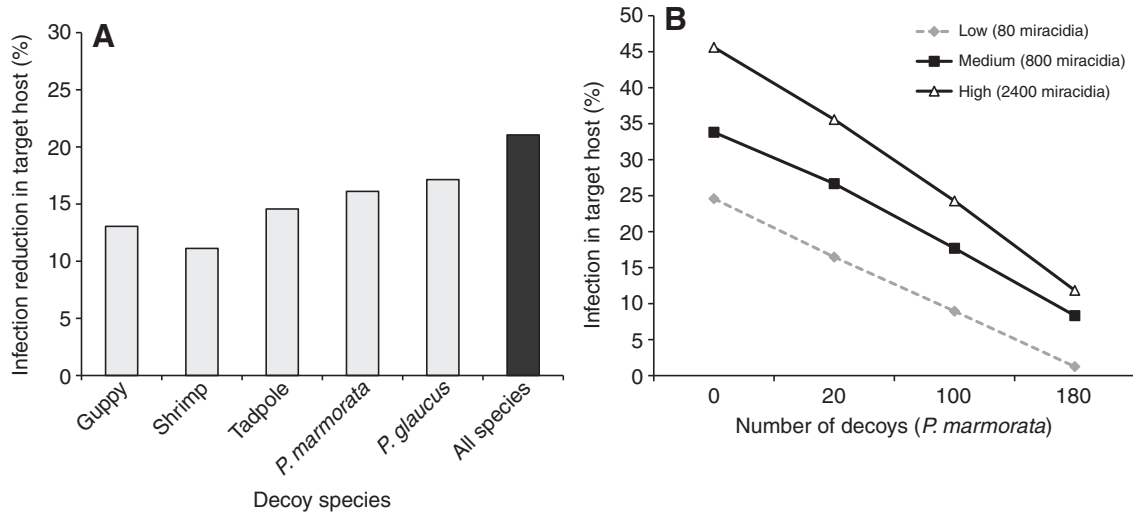 A
Infection reduction in target host (%)
30
25
20
15
10
5
0
Guppy
Shrimp
Tadpole
P. marmorata
P. glaucus
All species
Decoy species
B
Infection in target host (%)
50
45
40
35
30
25
20
15
10
5
0
Low (80 miracidia)
Medium (800 miracidia)
High (2400 miracidia)
0 20 100 180
Number of decoys (P. marmorata)